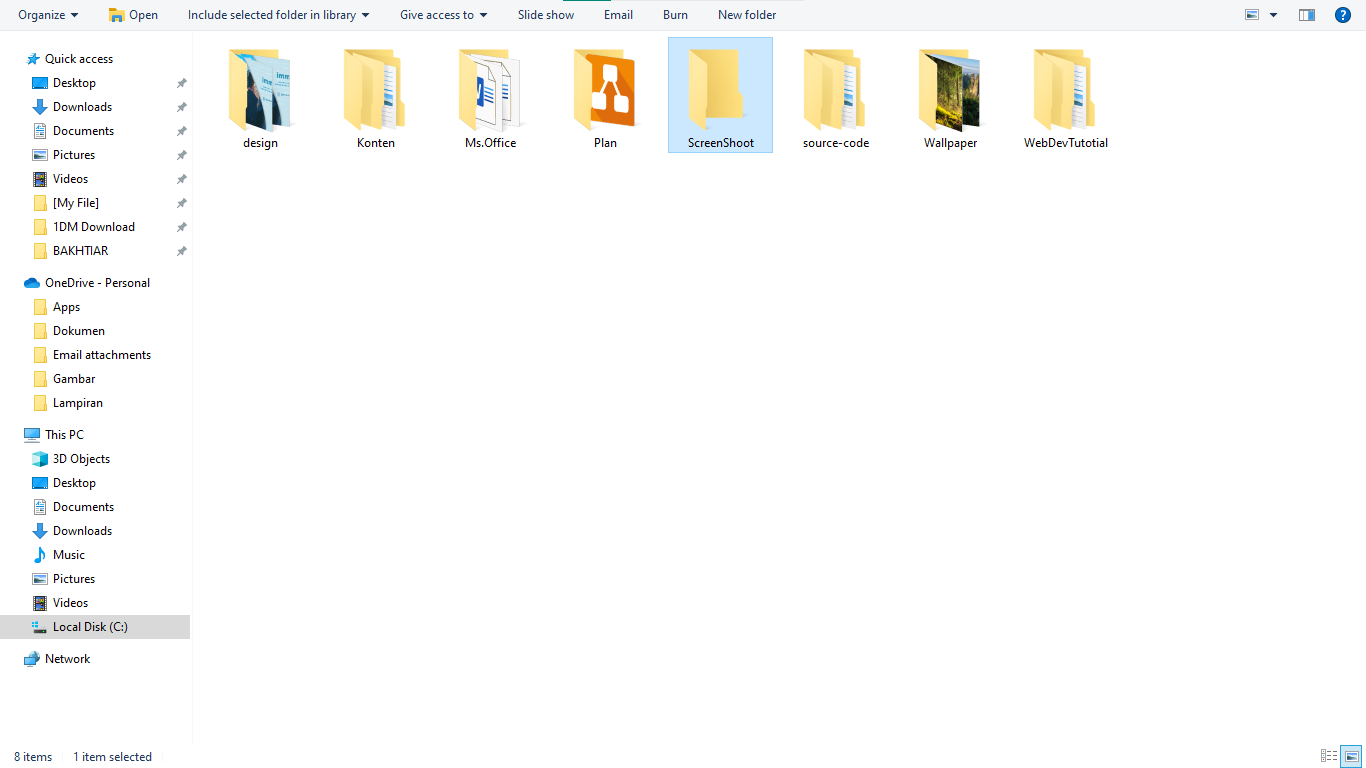 Organize Open Include selected folder in library Give access to Slide show Email Burn New folder
Quick access
Desktop
Downloads
Documents
Pictures
Videos
[My File]
1DM Download
BAKHTIAR
OneDrive - Personal
Apps
Dokumen
Email attachments
Gambar
Lampiran
This PC
3D Objects
Desktop
Documents
Downloads
Music
Pictures
Videos
Local Disk (C:)
Network
design Konten Ms.Office Plan ScreenShoot source-code Wallpaper WebDevTutotial
8 items 1 item selected